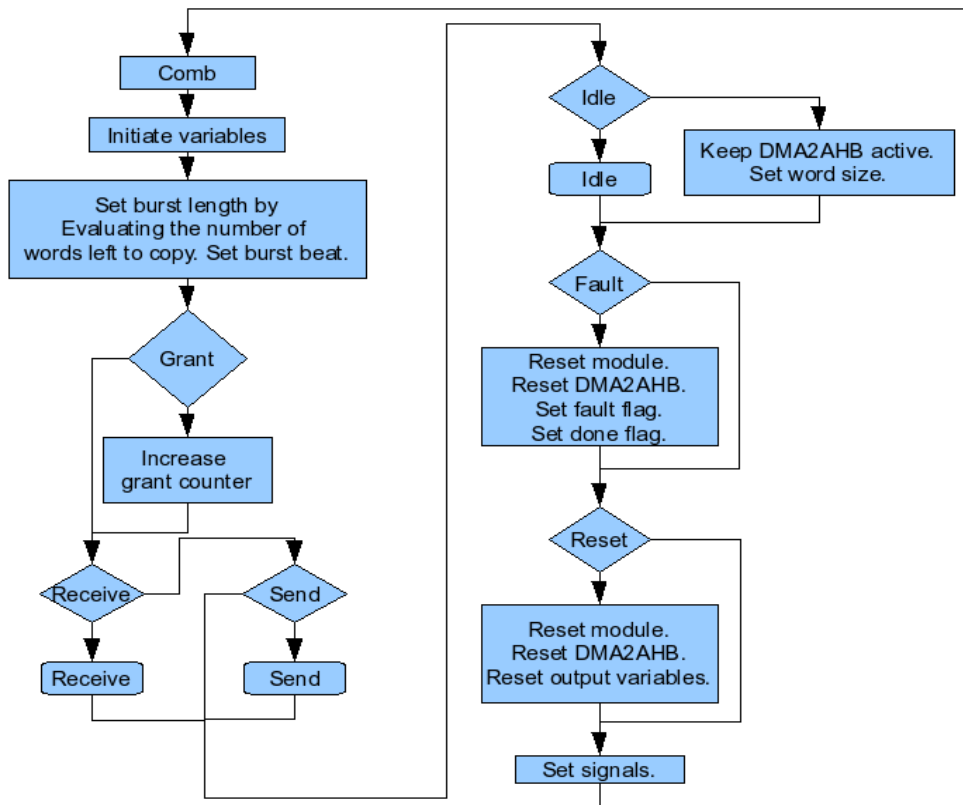 Comb
Initiate variables
Set burst length by
Evaluating the number of
words left to copy. Set burst beat.
Grant
Increase
grant counter
Receive
Send
Receive
Send
Idle
Keep DMA2AHB active.
Set word size.
Idle
Fault
Reset module.
Reset DMA2AHB.
Set fault flag.
Set done flag.
Reset
Reset module.
Reset DMA2AHB.
Reset output variables.
Set signals.